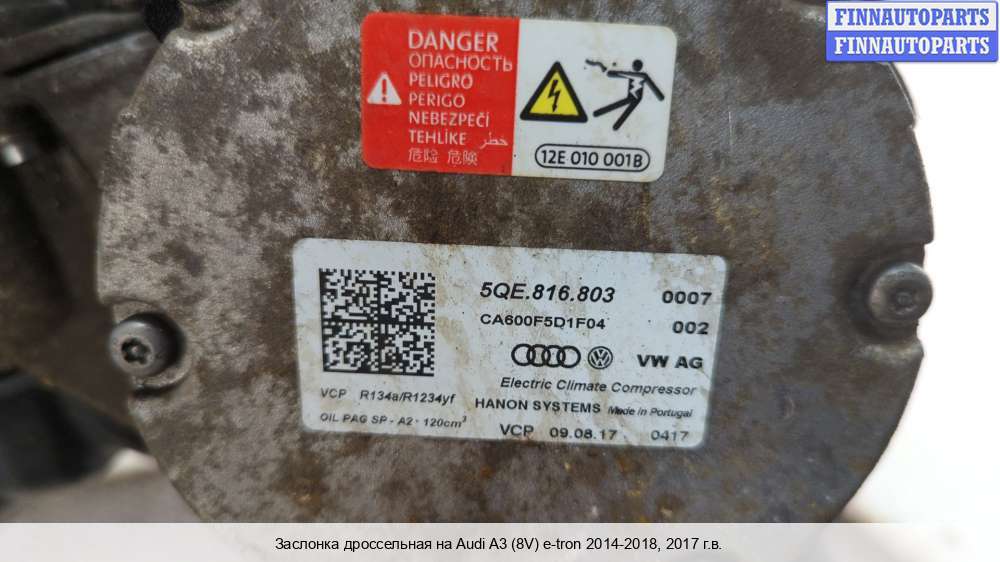 FINNAUTOPARTS
FINNAUTOPARTS
DANGER
ОПАСНОСТЬ
PELIGRO
PERIGO
NEBEZPEČÍ
TEHLİKE خطر
危险 危険
12E 010 001B
5QE.816.803 0007
CA600F5D1F04 002
VW AG
Electric Climate Compressor
VCP R134a/R1234yf
HANON SYSTEMS Made in Portugal
OIL PAG SP - A2 - 120cm³
VCP 09.08.17 0417
Заслонка дроссельная на Audi A3 (8V) e-tron 2014-2018, 2017 г.в.